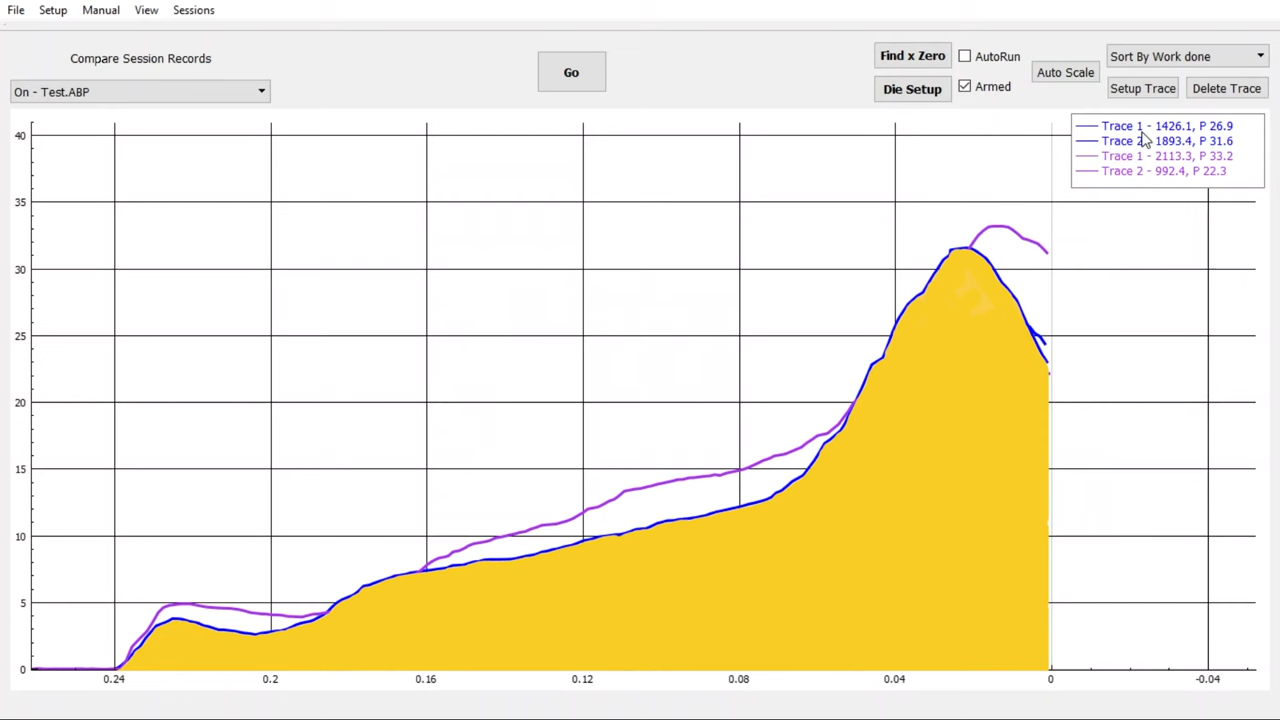 File Setup Manual View Sessions
Compare Session Records
On - Test.ABP
Go
Find x Zero
AutoRun
Die Setup
Armed
Auto Scale
Sort By Work done
Setup Trace
Delete Trace
Trace 1 - 1426.1, P 26.9
Trace 2 - 1893.4, P 31.6
Trace 1 - 2113.3, P 33.2
Trace 2 - 992.4, P 22.3
40
35
30
25
20
15
10
5
0
0.24 0.2 0.16 0.12 0.08 0.04 0 -0.04